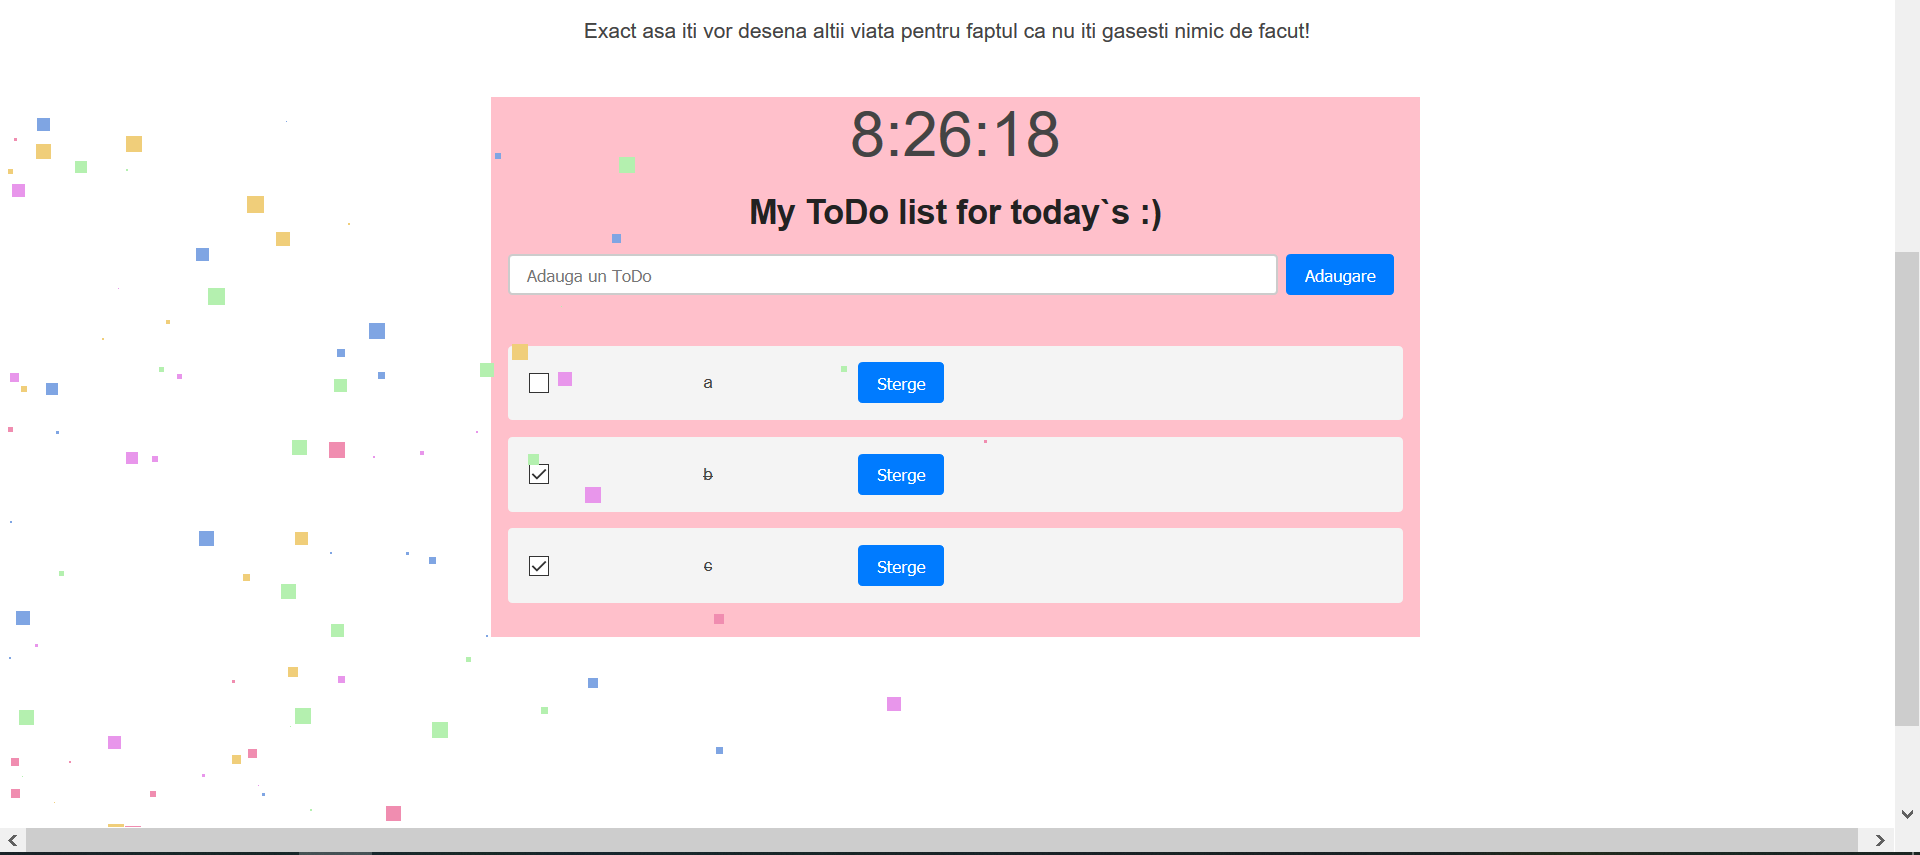 Exact asa iti vor desena altii viata pentru faptul ca nu iti gasesti nimic de facut!
8:26:18
My ToDo list for today`s :)
Adauga un ToDo
Adaugare
a
Sterge
b
Sterge
c
Sterge